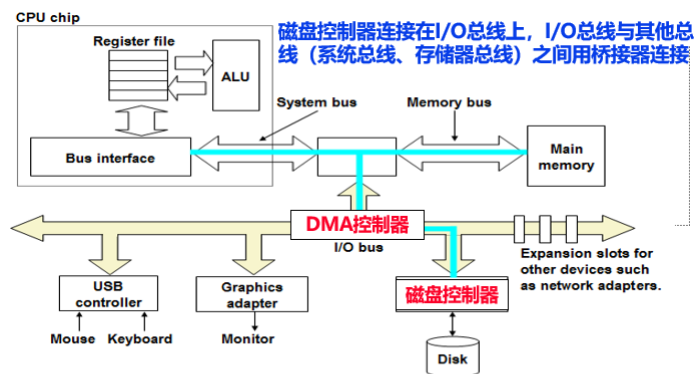 CPU chip
磁盘控制器连接在I/O总线上，I/O总线与其他总
线（系统总线、存储器总线）之间用桥接器连接
Register file
ALU
System bus
Memory bus
Bus interface
Main
memory
DMA控制器
I/O bus
Expansion slots for
other devices such
as network adapters.
USB
controller
Graphics
adapter
磁盘控制器
Mouse
Keyboard
Monitor
Disk